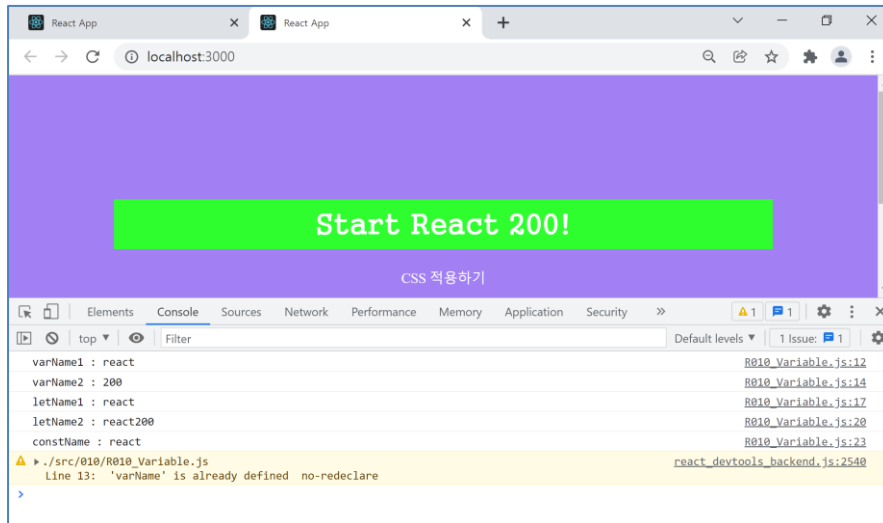 React App
React App
localhost:3000
Start React 200!
CSS 적용하기
Elements Console Sources Network Performance Memory Application Security » 1 1
top ▼ Filter Default levels ▼ 1 Issue: 1
varName1 : react R010_Variable.js:12
varName2 : 200 R010_Variable.js:14
letName1 : react R010_Variable.js:17
letName2 : react200 R010_Variable.js:20
constName : react R010_Variable.js:23
./src/010/R010_Variable.js react_devtools_backend.js:2540
Line 13: 'varName' is already defined no-redeclare